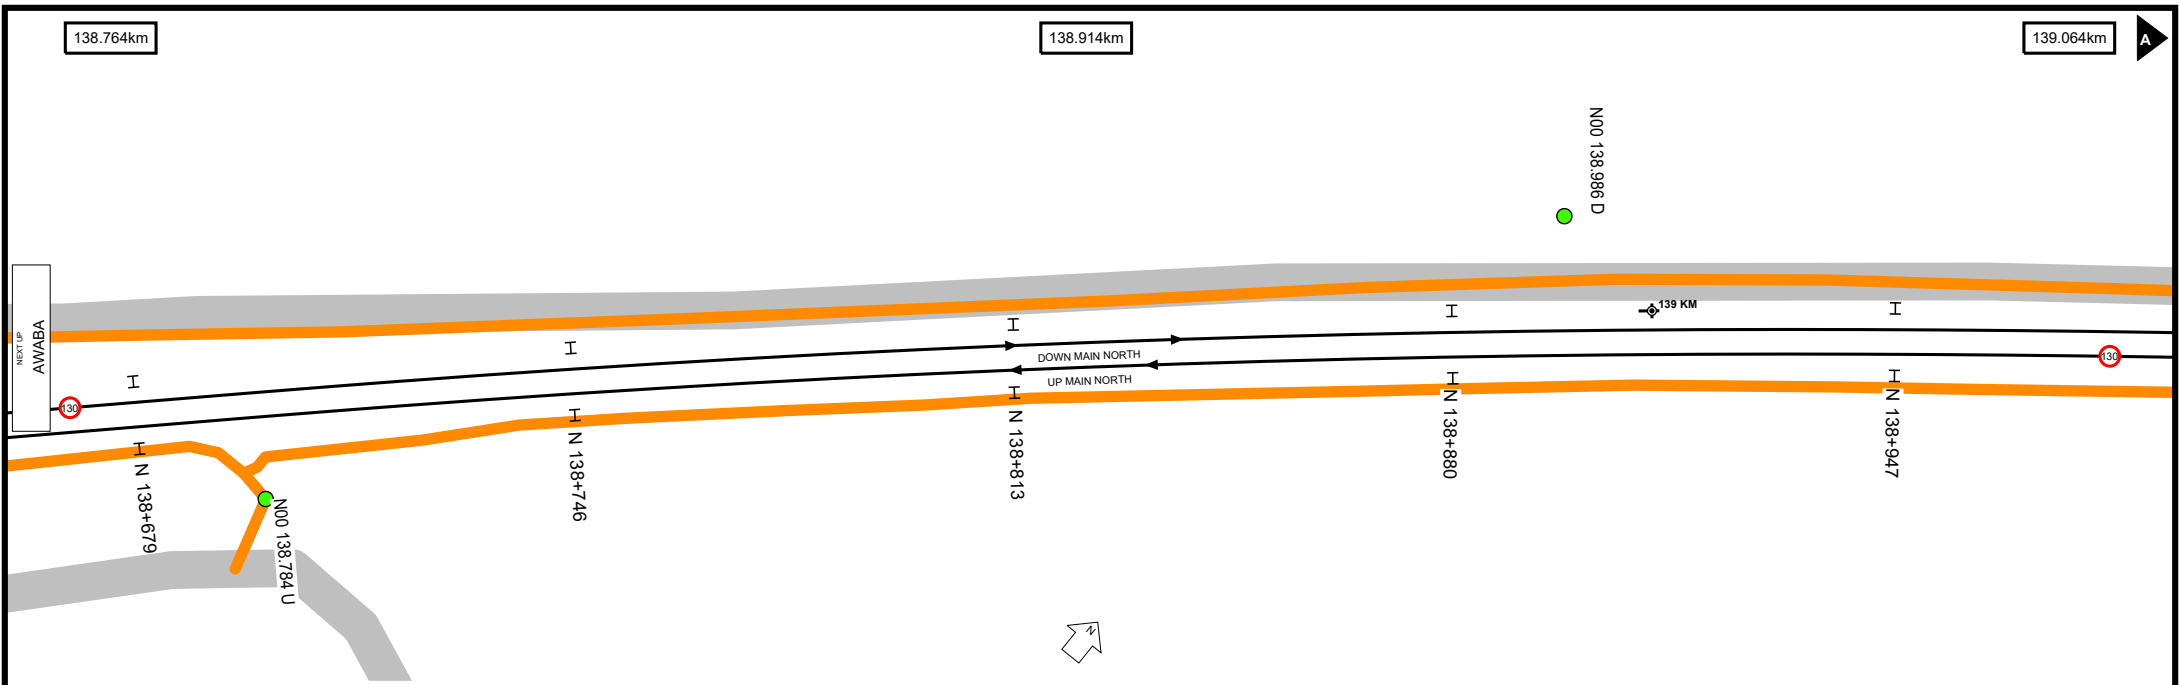 138.764km
138.914km
139.064km
A
N00 138.986 D
139 KM
NEXT UP
AWABA
DOWN MAIN NORTH
UP MAIN NORTH
130
130
N 138+679
N 138+746
N 138+813
N 138+880
N 138+947
N00 138.784 U
N